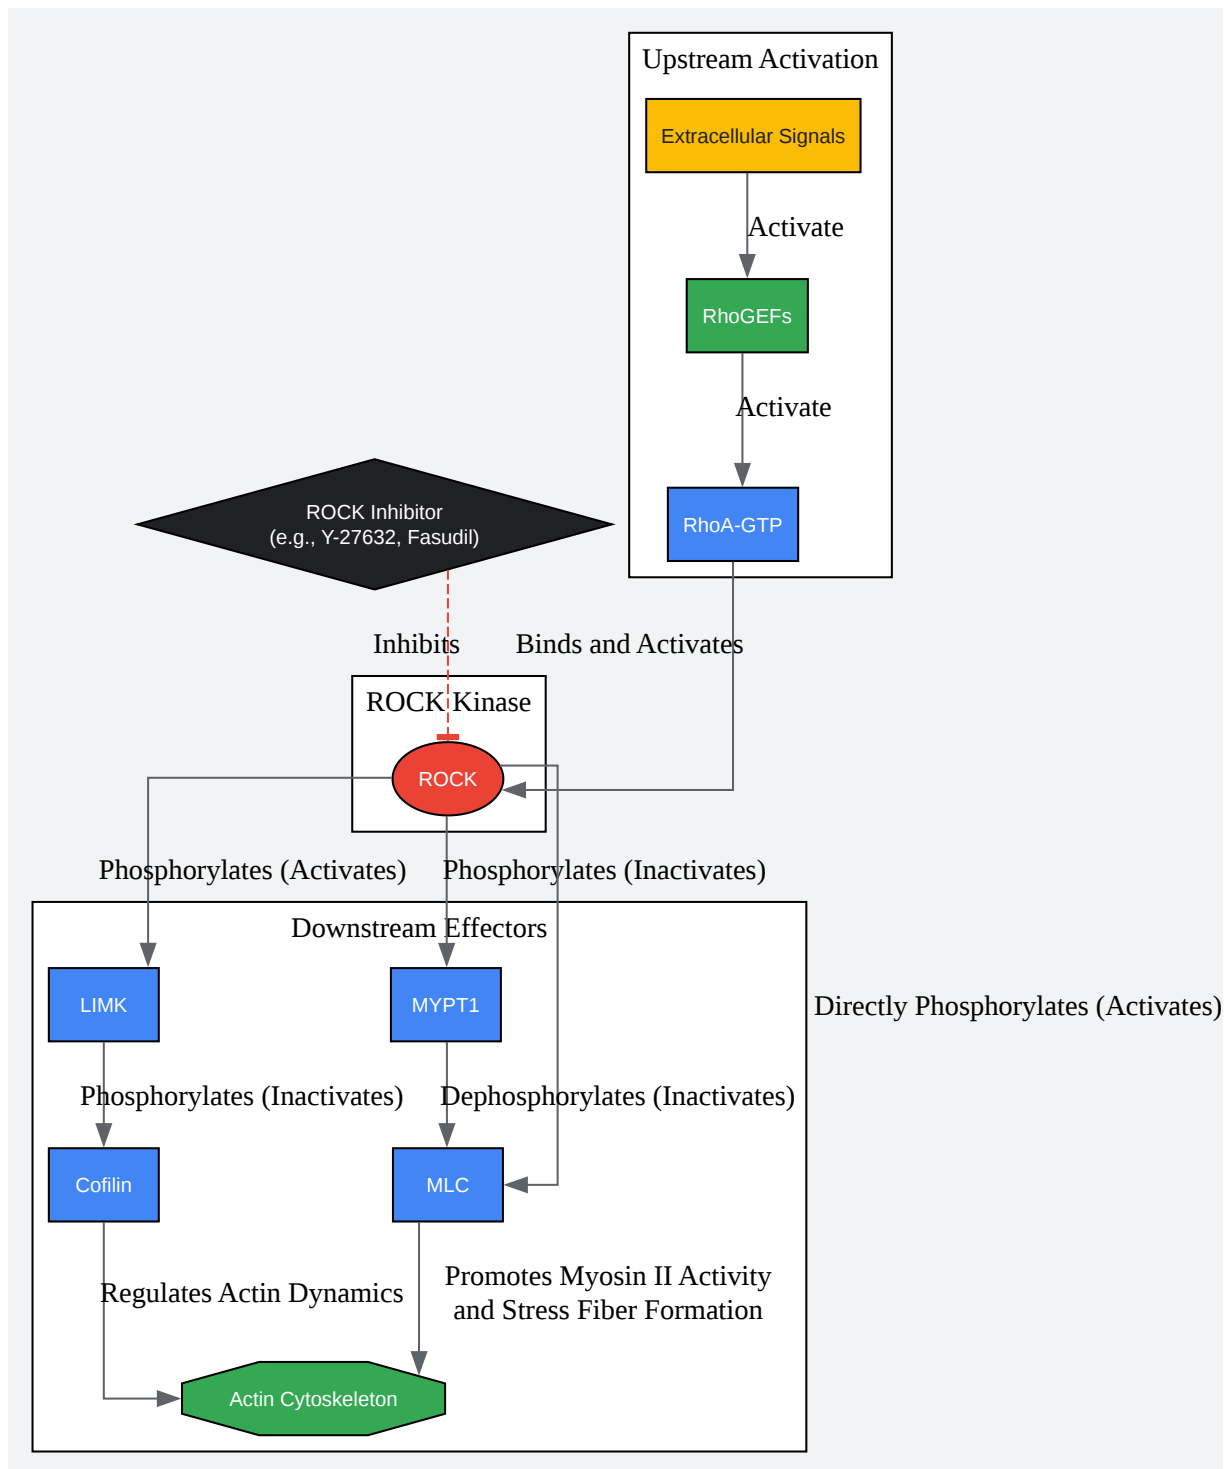 Upstream Activation
Extracellular Signals
Activate
RhoGEFs
Activate
RhoA-GTP
ROCK Inhibitor
(e.g., Y-27632, Fasudil)
Inhibits
Binds and Activates
ROCK Kinase
ROCK
Phosphorylates (Activates)
Phosphorylates (Inactivates)
Downstream Effectors
LIMK
MYPT1
Directly Phosphorylates (Activates)
Phosphorylates (Inactivates)
Dephosphorylates (Inactivates)
Cofilin
MLC
Regulates Actin Dynamics
Promotes Myosin II Activity
and Stress Fiber Formation
Actin Cytoskeleton